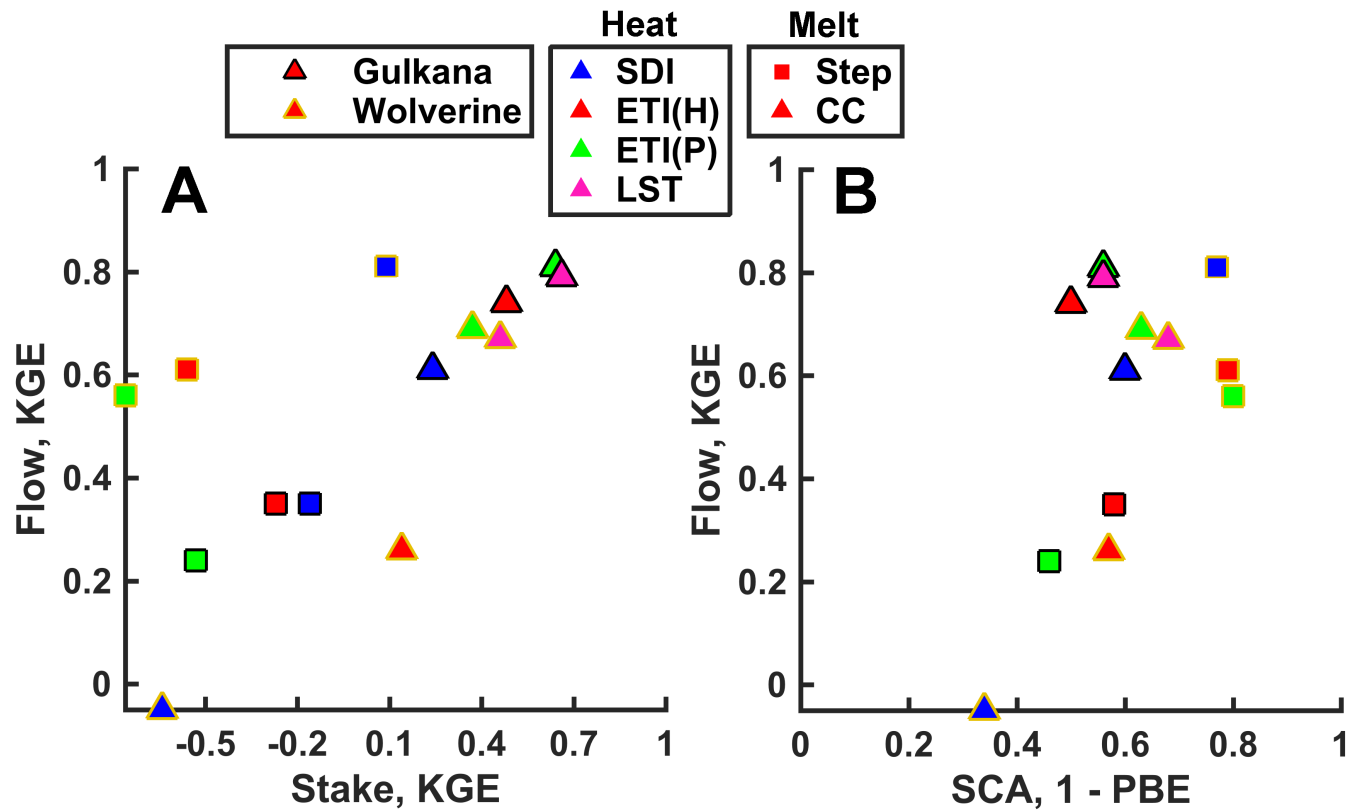 Heat
Melt
Gulkana
Wolverine
SDI
ETI(H)
ETI(P)
LST
Step
CC
A
1
0.8
0.6
0.4
0.2
0
Flow, KGE
-0.5 -0.2 0.1 0.4 0.7 1
Stake, KGE
B
1
0.8
0.6
0.4
0.2
0
Flow, KGE
0 0.2 0.4 0.6 0.8 1
SCA, 1 - PBE